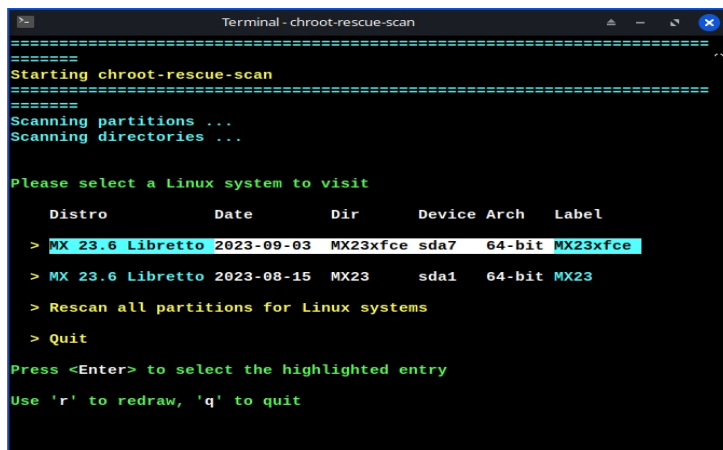 Terminal - chroot-rescue-scan
========================================================================
=======
Starting chroot-rescue-scan
========================================================================
=======
Scanning partitions ...
Scanning directories ...
Please select a Linux system to visit
Distro Date Dir Device Arch Label
> MX 23.6 Libretto 2023-09-03 MX23xfce sda7 64-bit MX23xfce
> MX 23.6 Libretto 2023-08-15 MX23 sda1 64-bit MX23
> Rescan all partitions for Linux systems
> Quit
Press <Enter> to select the highlighted entry
Use 'r' to redraw, 'q' to quit